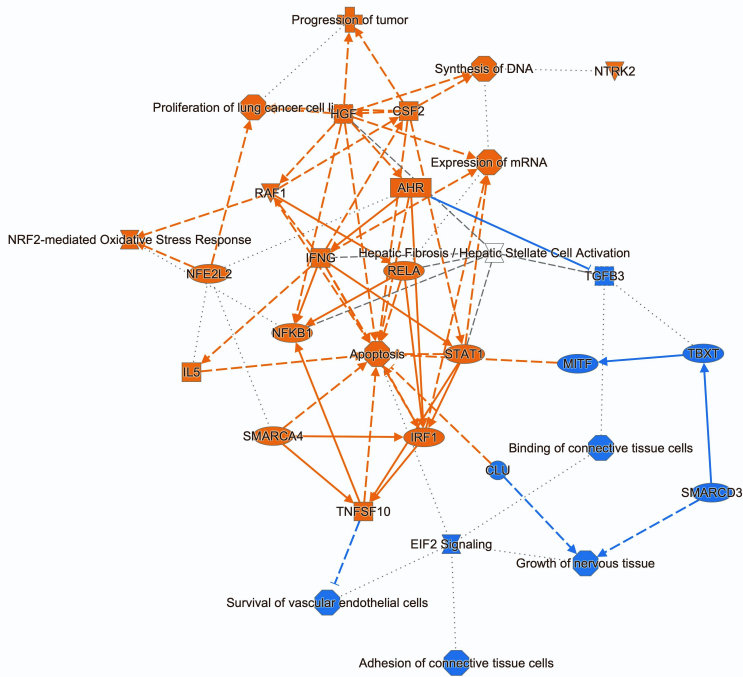 Progression of tumor
Synthesis of DNA
NTRK2
Proliferation of lung cancer cell li
HGF
CSF2
Expression of mRNA
RAF1
AHR
NRF2-mediated Oxidative Stress Response
IFNG
Hepatic Fibrosis / Hepatic Stellate Cell Activation
NFE2L2
RELA
TGFB3
NFKB1
Apoptosis
STAT1
TBXT
MITF
IL5
SMARCA4
IRF1
Binding of connective tissue cells
CLU
SMARCD3
TNFSF10
EIF2 Signaling
Growth of nervous tissue
Survival of vascular endothelial cells
Adhesion of connective tissue cells